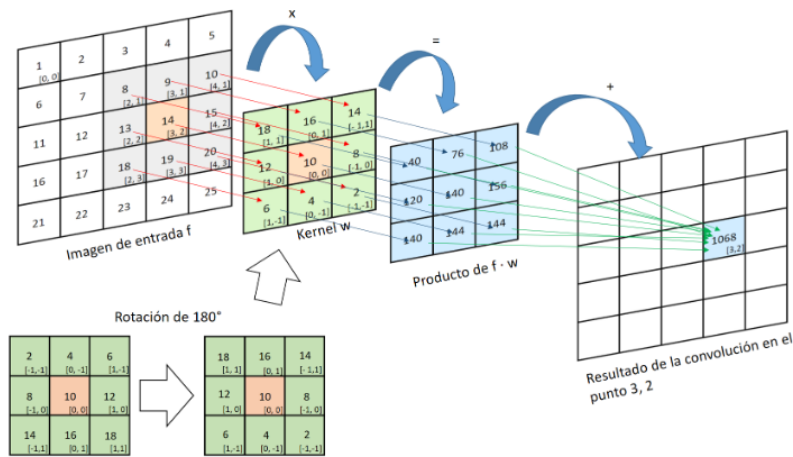 x
=
+
1 2 3 4 5
[0, 0]
6 7 8 9 10
[2, 1] [3, 1] [4, 1]
11 12 13 14 15
[2, 2] [3, 2] [4, 2]
16 17 18 19 20
[2, 3] [3, 3] [4, 3]
21 22 23 24 25
Imagen de entrada f
18 16 14
[1, 1] [0, 1] [- 1,1]
12 10 8
[1, 0] [0, 0] [-1, 0]
6 4 2
[1,-1] [0, -1] [-1,-1]
Kernel w
40 76 108
120 140 156
140 144 144
Producto de f · w
1068
[3,2]
Resultado de la convolución en el
punto 3, 2
Rotación de 180°
2 4 6
[-1,-1] [0, -1] [1,-1]
8 10 12
[-1, 0] [0, 0] [1, 0]
14 16 18
[-1,1] [0, 1] [1,1]
18 16 14
[1, 1] [0, 1] [- 1,1]
12 10 8
[1, 0] [0, 0] [-1, 0]
6 4 2
[1,-1] [0, -1] [-1,-1]